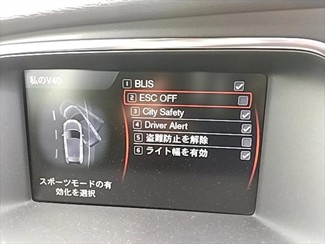 私のV40
1 BLIS
2 ESC OFF
3 City Safety
4 Driver Alert
5 盗難防止を解除
6 ライト幅を有効
スポーツモードの有
効化を選択